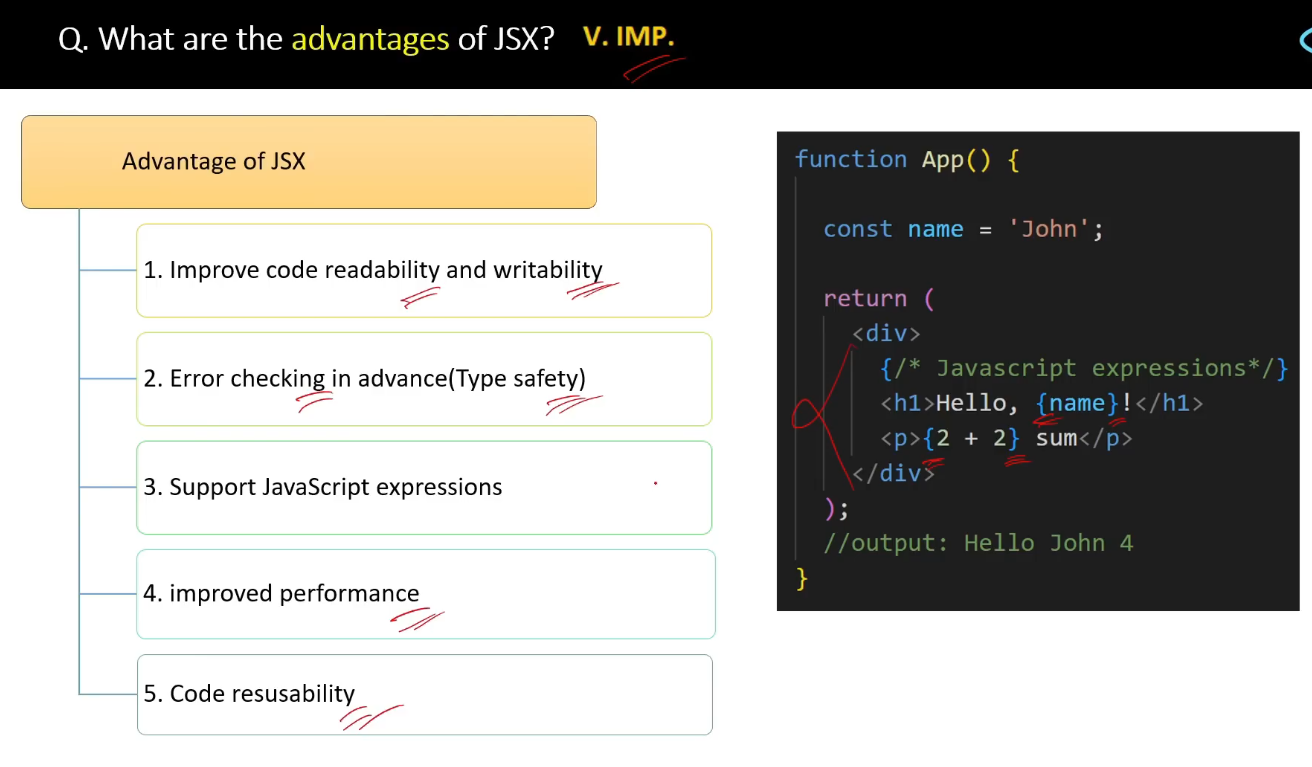 Q. What are the advantages of JSX? V. IMP.
Advantage of JSX
1. Improve code readability and writability
2. Error checking in advance(Type safety)
3. Support JavaScript expressions
4. improved performance
5. Code resusability
function App() {
const name = 'John';
return (
<div>
{/* Javascript expressions*/}
<h1>Hello, {name}!</h1>
<p>{2 + 2} sum</p>
</div>
);
//output: Hello John 4
}